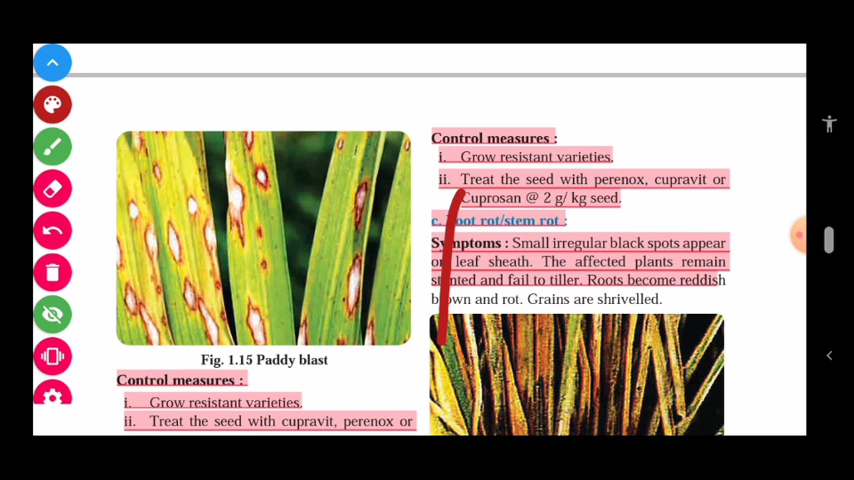 Fig. 1.15 Paddy blast
Control measures :
i. Grow resistant varieties.
ii. Treat the seed with cupravit, perenox or
Control measures :
i. Grow resistant varieties.
ii. Treat the seed with perenox, cupravit or
Cuprosan @ 2 g/ kg seed.
c. Foot rot/stem rot :
Symptoms : Small irregular black spots appear
on leaf sheath. The affected plants remain
stunted and fail to tiller. Roots become reddish
brown and rot. Grains are shrivelled.